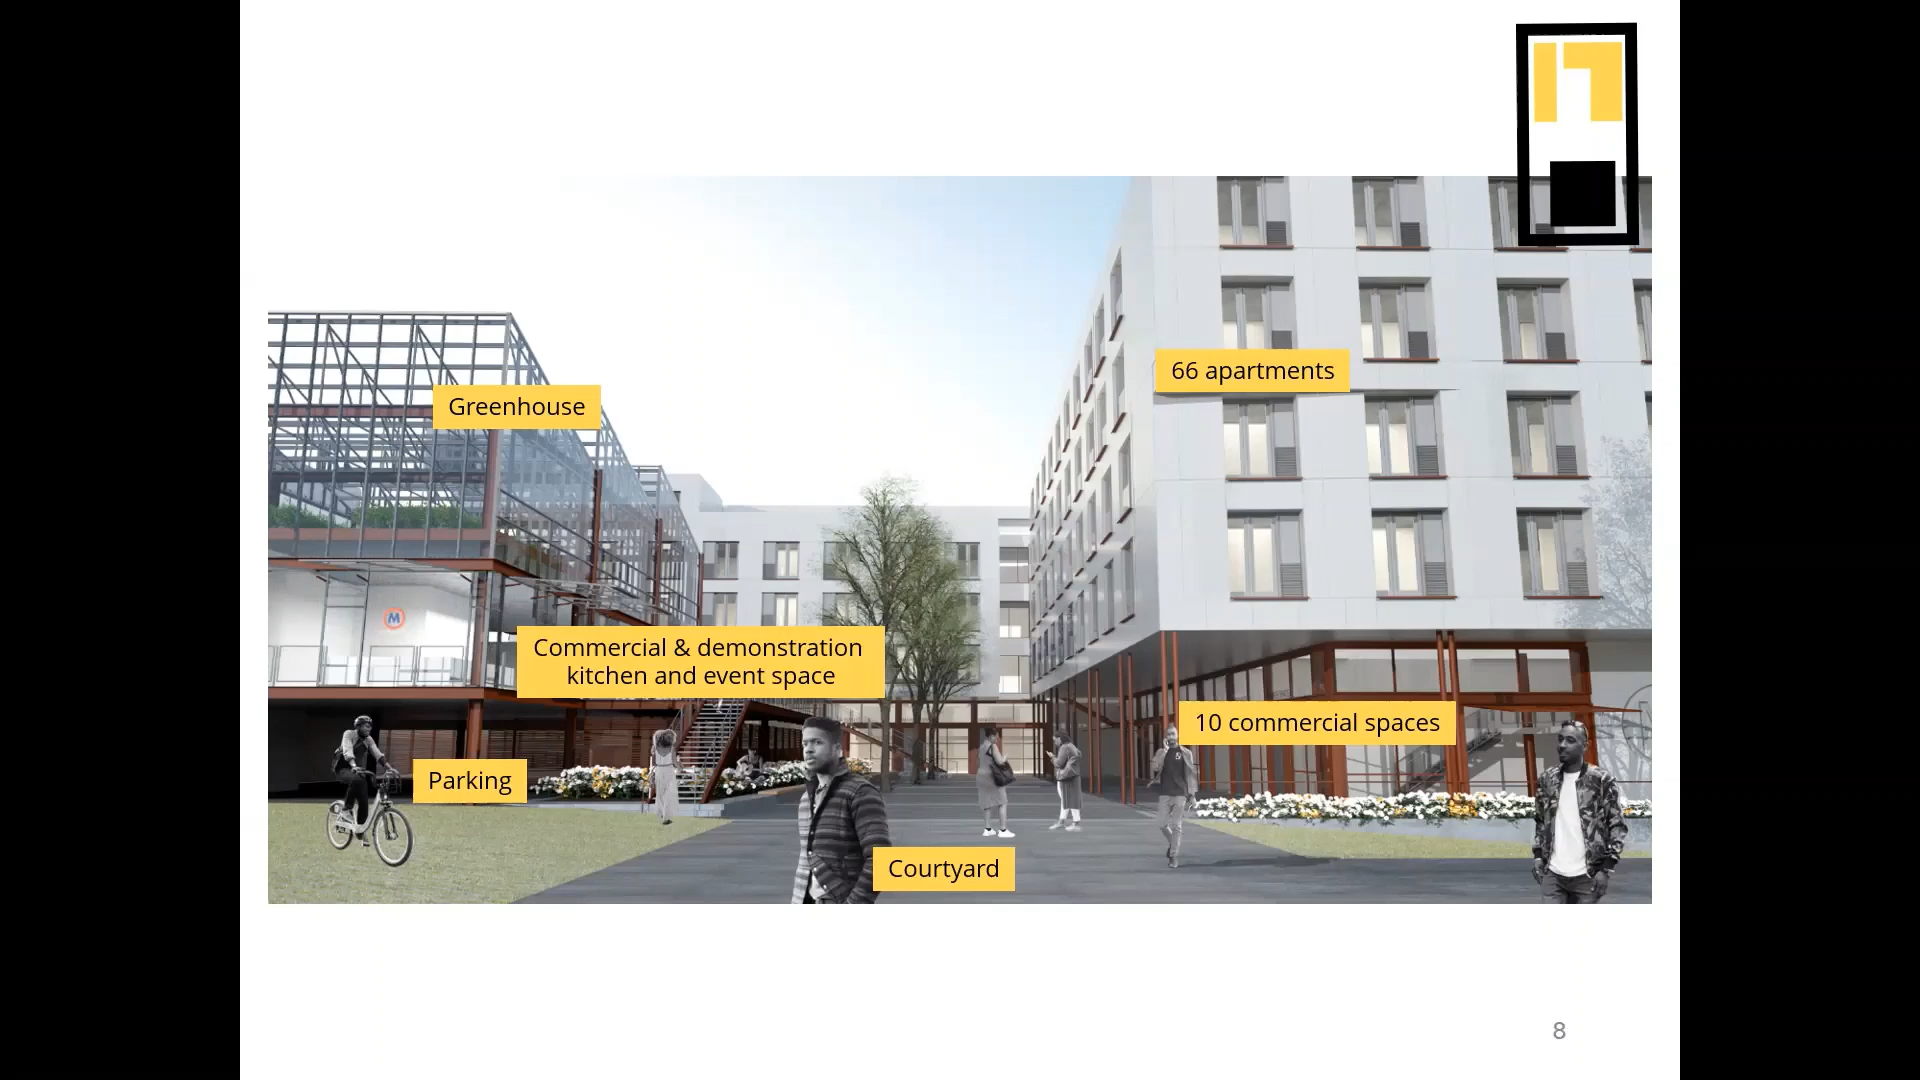 66 apartments
Greenhouse
M
Commercial & demonstration
kitchen and event space
10 commercial spaces
Parking
Courtyard
8